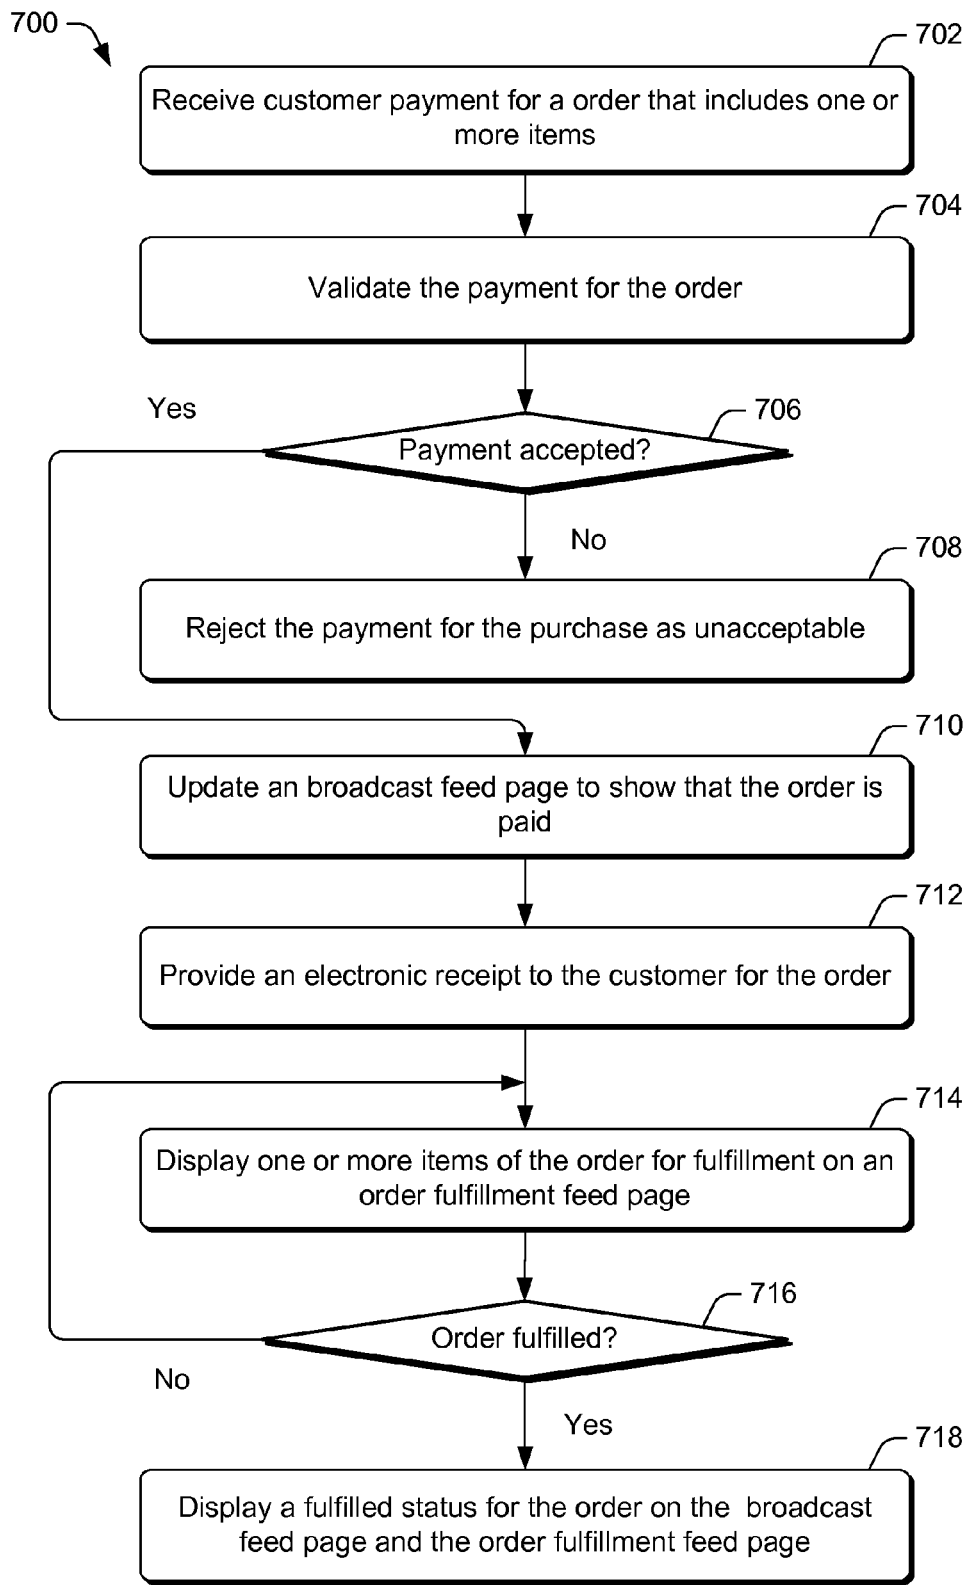 700
702
Receive customer payment for a order that includes one or
more items
704
Validate the payment for the order
Yes
706
Payment accepted?
No
708
Reject the payment for the purchase as unacceptable
710
Update an broadcast feed page to show that the order is
paid
712
Provide an electronic receipt to the customer for the order
714
Display one or more items of the order for fulfillment on an
order fulfillment feed page
716
Order fulfilled?
No
Yes
718
Display a fulfilled status for the order on the broadcast
feed page and the order fulfillment feed page